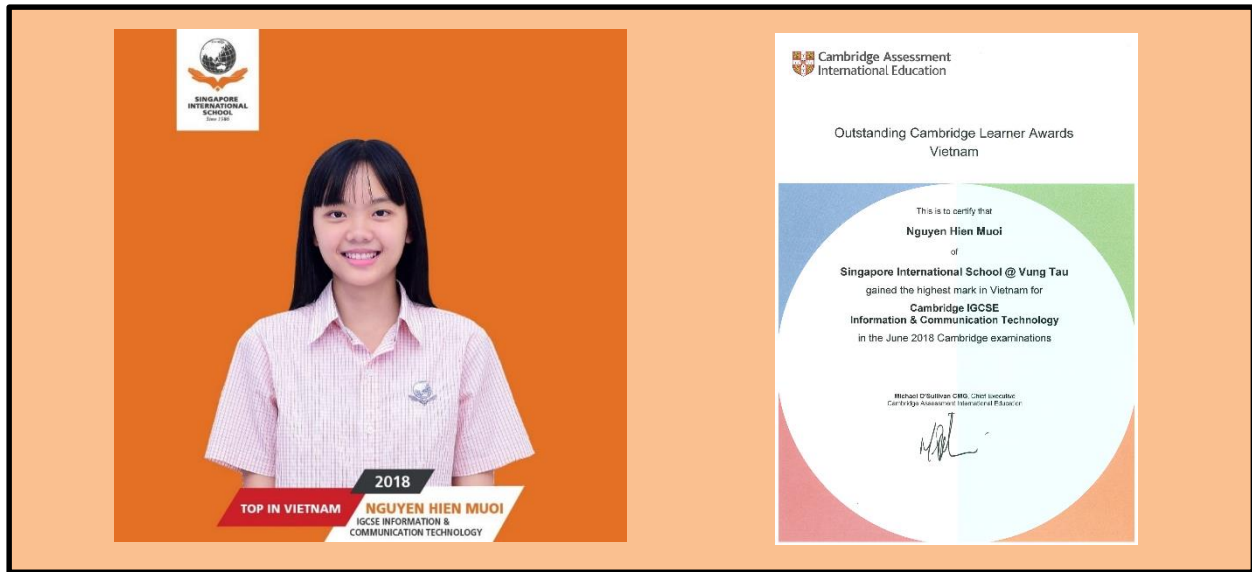 SINGAPORE
INTERNATIONAL
SCHOOL
2018
TOP IN VIETNAM
NGUYEN HIEN MUOI
IGCSE INFORMATION &
COMMUNICATION TECHNOLOGY
Cambridge Assessment
International Education
Outstanding Cambridge Learner Awards
Vietnam
This is to certify that
Nguyen Hien Muoi
of
Singapore International School @ Vung Tau
gained the highest mark in Vietnam for
Cambridge IGCSE
Information & Communication Technology
in the June 2018 Cambridge examinations
Michael O'Sullivan CMG, Chief Executive
Cambridge Assessment International Education